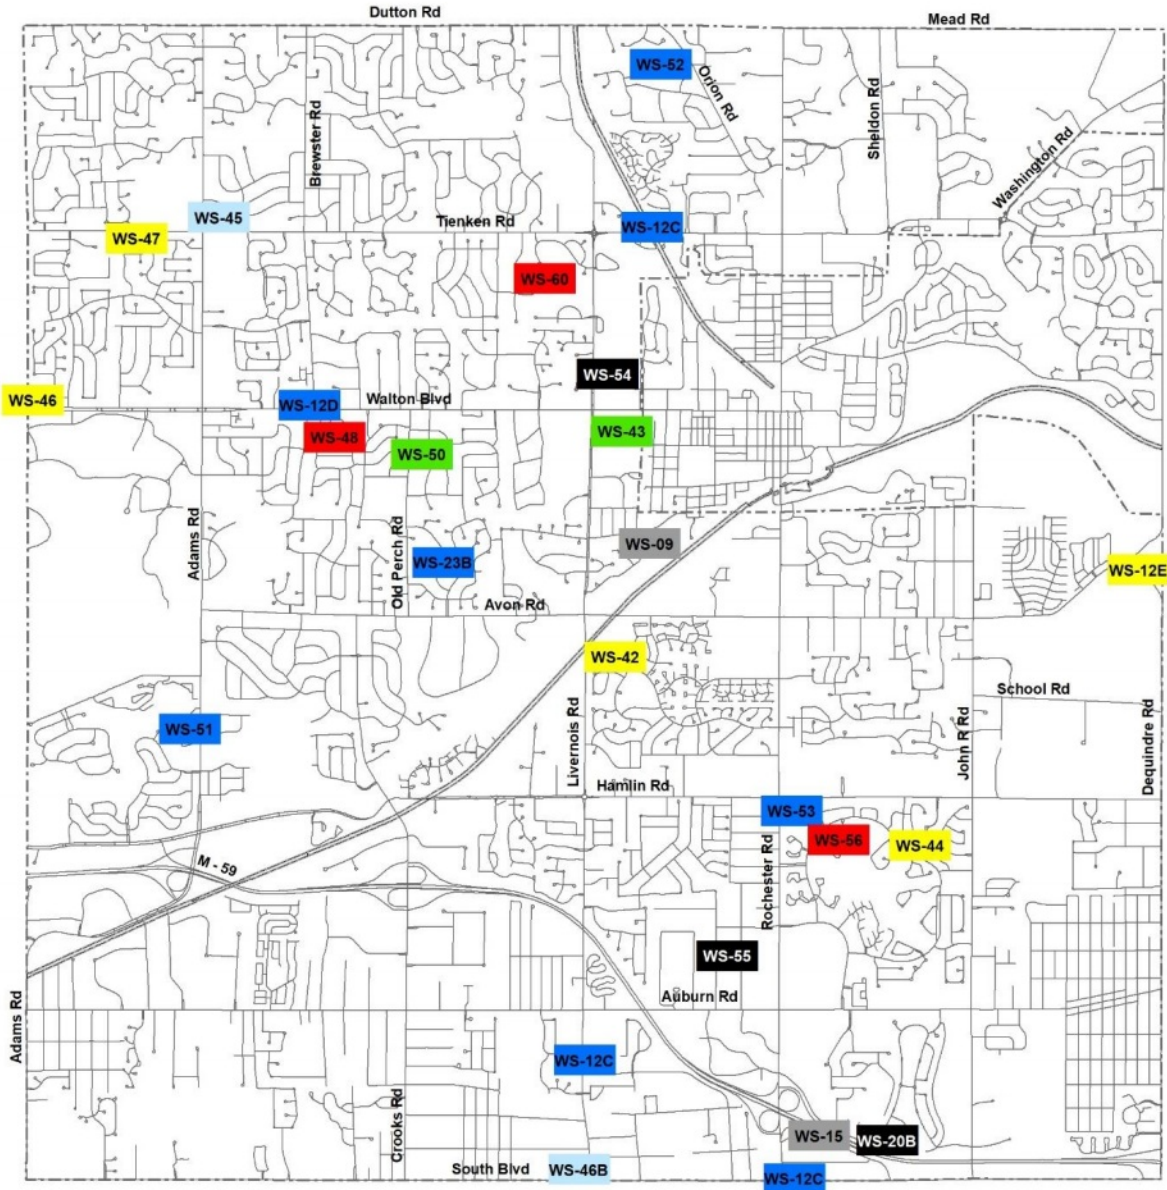 Dutton Rd
Mead Rd
WS-52
Orion Rd
Sheldon Rd
Brewster Rd
Washington Rd
WS-45
Tienken Rd
WS-12C
WS-47
WS-60
WS-54
WS-46
WS-12D
Walton Blvd
WS-48
WS-43
WS-50
Adams Rd
Old Perch Rd
WS-09
WS-23B
WS-12E
Avon Rd
WS-42
School Rd
WS-51
Livernois Rd
John R Rd
Dequindre Rd
Hamlin Rd
WS-53
WS-56
WS-44
M - 59
Rochester Rd
WS-55
Auburn Rd
Adams Rd
WS-12C
Crooks Rd
WS-15
WS-20B
South Blvd
WS-46B
WS-12C